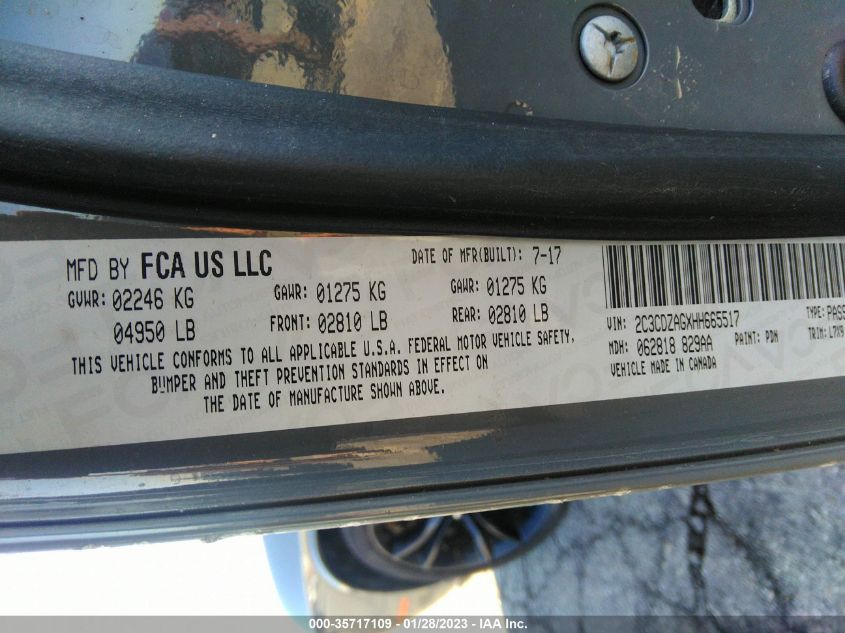 MFD BY FCA US LLC
DATE OF MFR(BUILT): 7-17
GVWR: 02246 KG GAWR: 01275 KG GAWR: 01275 KG
04950 LB FRONT: 02810 LB REAR: 02810 LB
THIS VEHICLE CONFORMS TO ALL APPLICABLE U.S.A. FEDERAL MOTOR VEHICLE SAFETY,
BUMPER AND THEFT PREVENTION STANDARDS IN EFFECT ON
THE DATE OF MANUFACTURE SHOWN ABOVE.
VIN: 2C3CDZAGXHH665517 TYPE: PASS
MDH: 062818 829AA PAINT: PDN TRIM:
VEHICLE MADE IN CANADA
000-35717109 - 01/28/2023 - IAA Inc.